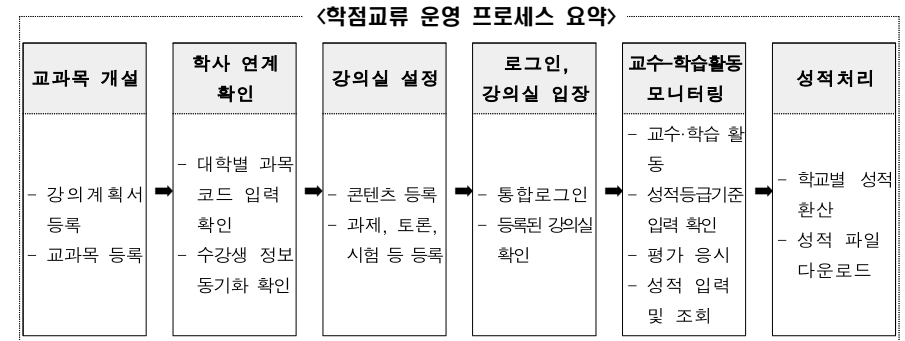 <학점교류 운영 프로세스 요약>
교과목 개설
- 강의계획서
등록
- 교과목 등록
➡
학사 연계
확인
- 대학별 과목
코드 입력
확인
- 수강생 정보
동기화 확인
➡
강의실 설정
- 콘텐츠 등록
- 과제, 토론,
시험 등 등록
➡
로그인,
강의실 입장
- 통합로그인
- 등록된 강의실
확인
➡
교수-학습활동
모니터링
- 교수·학습 활
동
- 성적등급기준
입력 확인
- 평가 응시
- 성적 입력
및 조회
➡
성적처리
- 학교별 성적
환산
- 성적 파일
다운로드